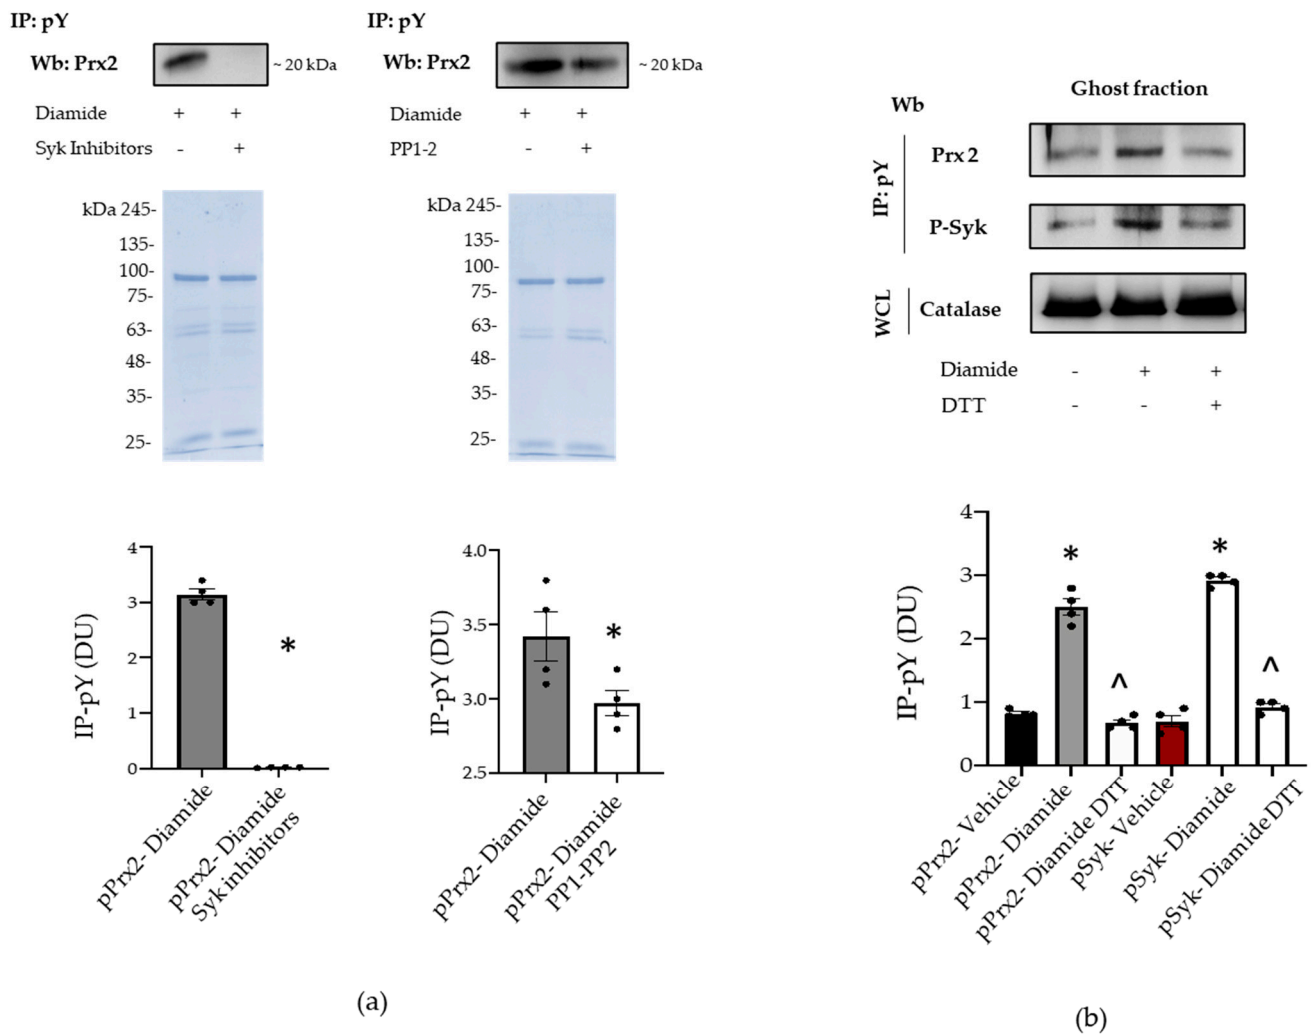 IP: pY
Wb: Prx2
~ 20 kDa
Diamide + +
Syk Inhibitors - +
kDa 245-
135-
100-
75-
63-
48-
35-
25-
IP: pY
Wb: Prx2
~ 20 kDa
Diamide + +
PP1-2 - +
kDa 245-
135-
100-
75-
63-
48-
35-
25-
4
3
2
1
0
IP-pY (DU)
*
pPrx2- Diamide
pPrx2- Diamide
Syk inhibitors
4.0
3.5
3.0
2.5
IP-pY (DU)
*
pPrx2- Diamide
pPrx2- Diamide
PP1-PP2
(a)
Ghost fraction
Wb
IP: pY
Prx 2
P-Syk
WCL
Catalase
Diamide - + +
DTT - - +
4
3
2
1
0
IP-pY (DU)
* ^ * ^
pPrx2- Vehicle
pPrx2- Diamide
pPrx2- Diamide DTT
pSyk- Vehicle
pSyk- Diamide
pSyk- Diamide DTT
(b)